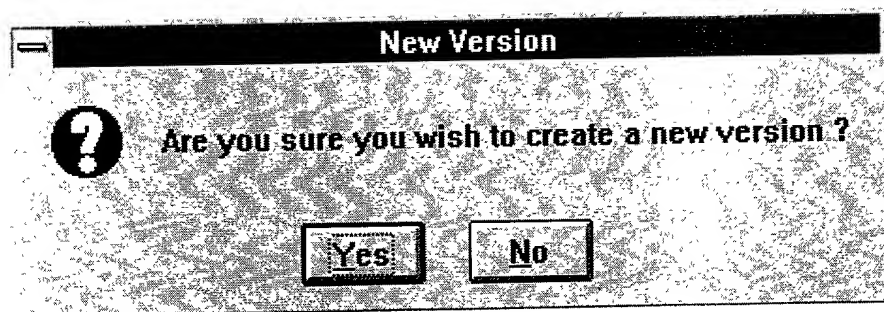 New Version
? Are you sure you wish to create a new version ?
Yes No